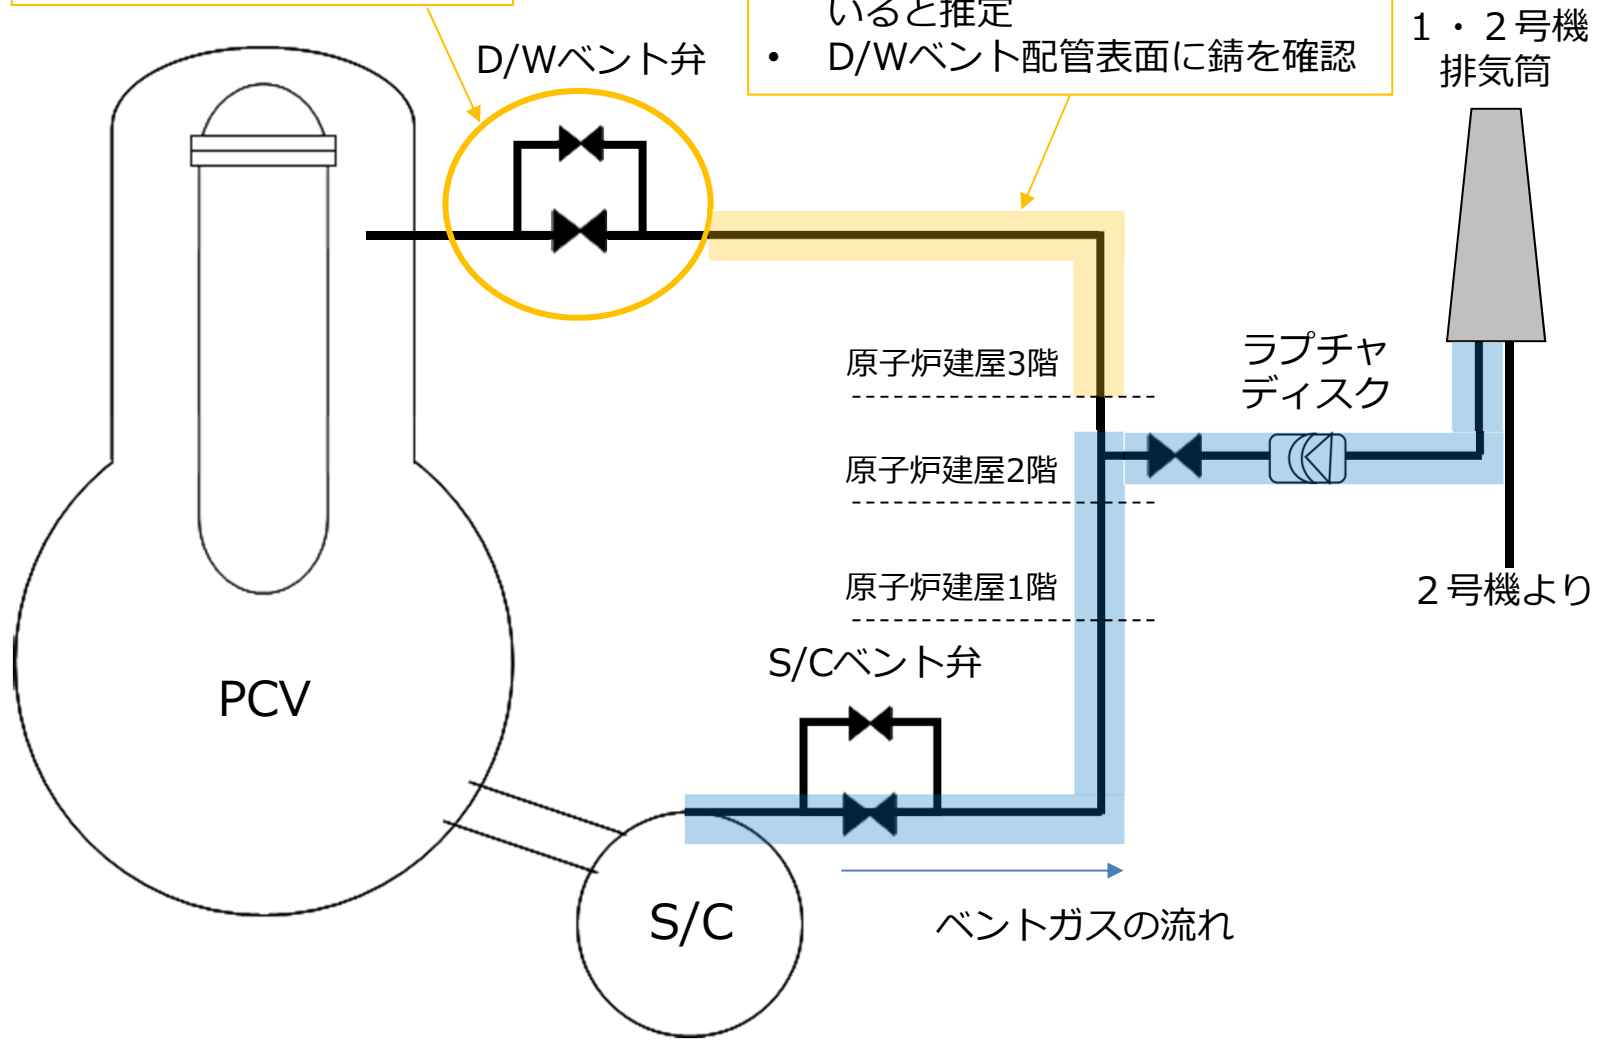 いると推定
• D/Wベント配管表面に錆を確認
1・2号機
排気筒
D/Wベント弁
原子炉建屋3階
ラプチャ
ディスク
原子炉建屋2階
原子炉建屋1階
2号機より
S/Cベント弁
PCV
S/C
ベントガスの流れ